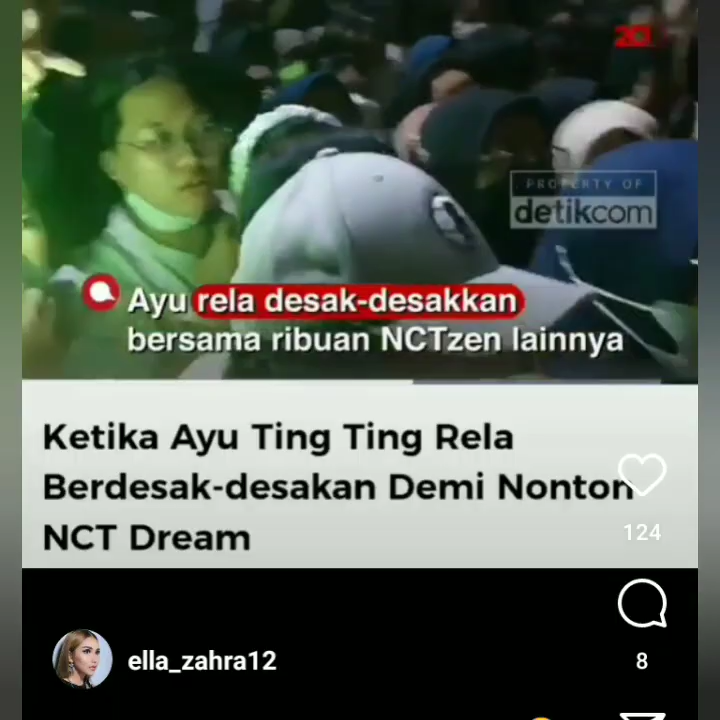 PROPERTY OF
detikcom
Ayu rela desak-desakkan
bersama ribuan NCTzen lainnya
Ketika Ayu Ting Ting Rela
Berdesak-desakan Demi Nonton
NCT Dream
124
8
ella_zahra12